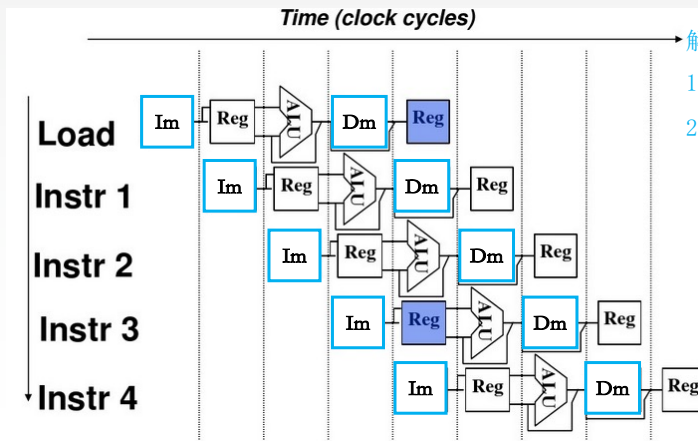 Time (clock cycles)
解
1
2
Load Im Reg ALU Dm Reg
Instr 1 Im Reg ALU Dm Reg
Instr 2 Im Reg ALU Dm Reg
Instr 3 Im Reg ALU Dm Reg
Instr 4 Im Reg ALU Dm Reg